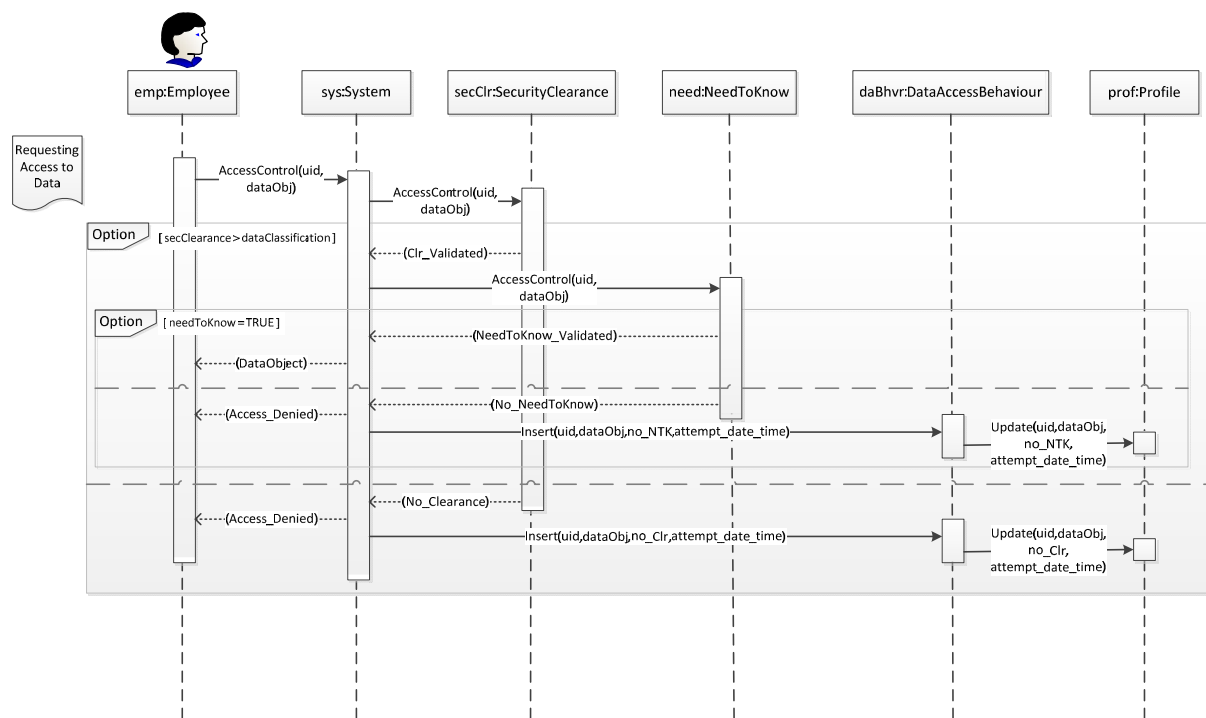 emp:Employee
sys:System
secClr:SecurityClearance
need:NeedToKnow
daBhvr:DataAccessBehaviour
prof:Profile
Requesting
Access to
Data
AccessControl(uid,
dataObj)
AccessControl(uid,
dataObj)
Option
[secClearance>dataClassification]
(Clr_Validated)
AccessControl(uid,
dataObj)
Option
[needToKnow=TRUE]
(NeedToKnow_Validated)
(DataObject)
(No_NeedToKnow)
(Access_Denied)
Insert(uid,dataObj,no_NTK,attempt_date_time)
Update(uid,dataObj,
no_NTK,
attempt_date_time)
(No_Clearance)
(Access_Denied)
Insert(uid,dataObj,no_Clr,attempt_date_time)
Update(uid,dataObj,
no_Clr,
attempt_date_time)